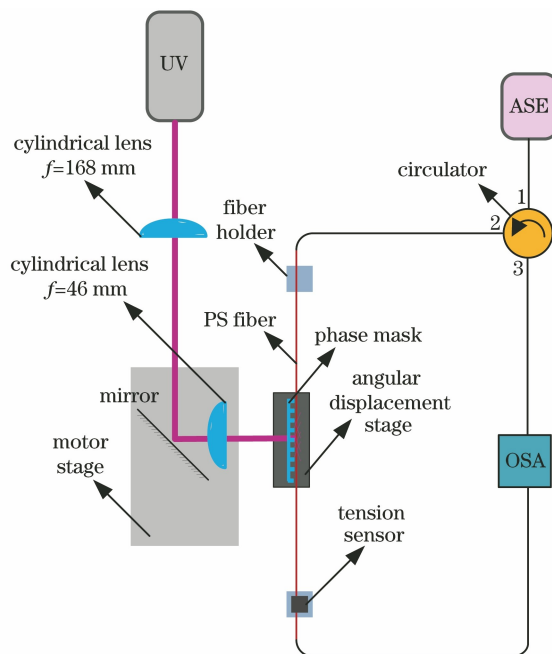 UV
ASE
cylindrical lens
f=168 mm
circulator
1
2
3
fiber
holder
cylindrical lens
f=46 mm
PS fiber
phase mask
mirror
angular
displacement
stage
motor
stage
OSA
tension
sensor